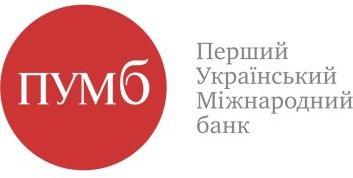 ПУМБ
Перший
Український
Міжнародний
банк